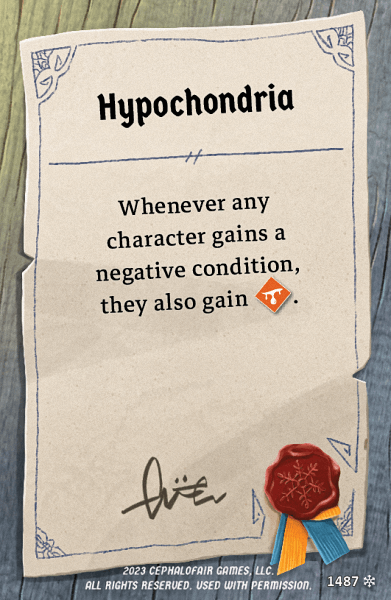 Hypochondria
Whenever any
character gains a
negative condition,
they also gain .
2023 CEPHALOFAIR GAMES, LLC.
ALL RIGHTS RESERVED. USED WITH PERMISSION.
1487